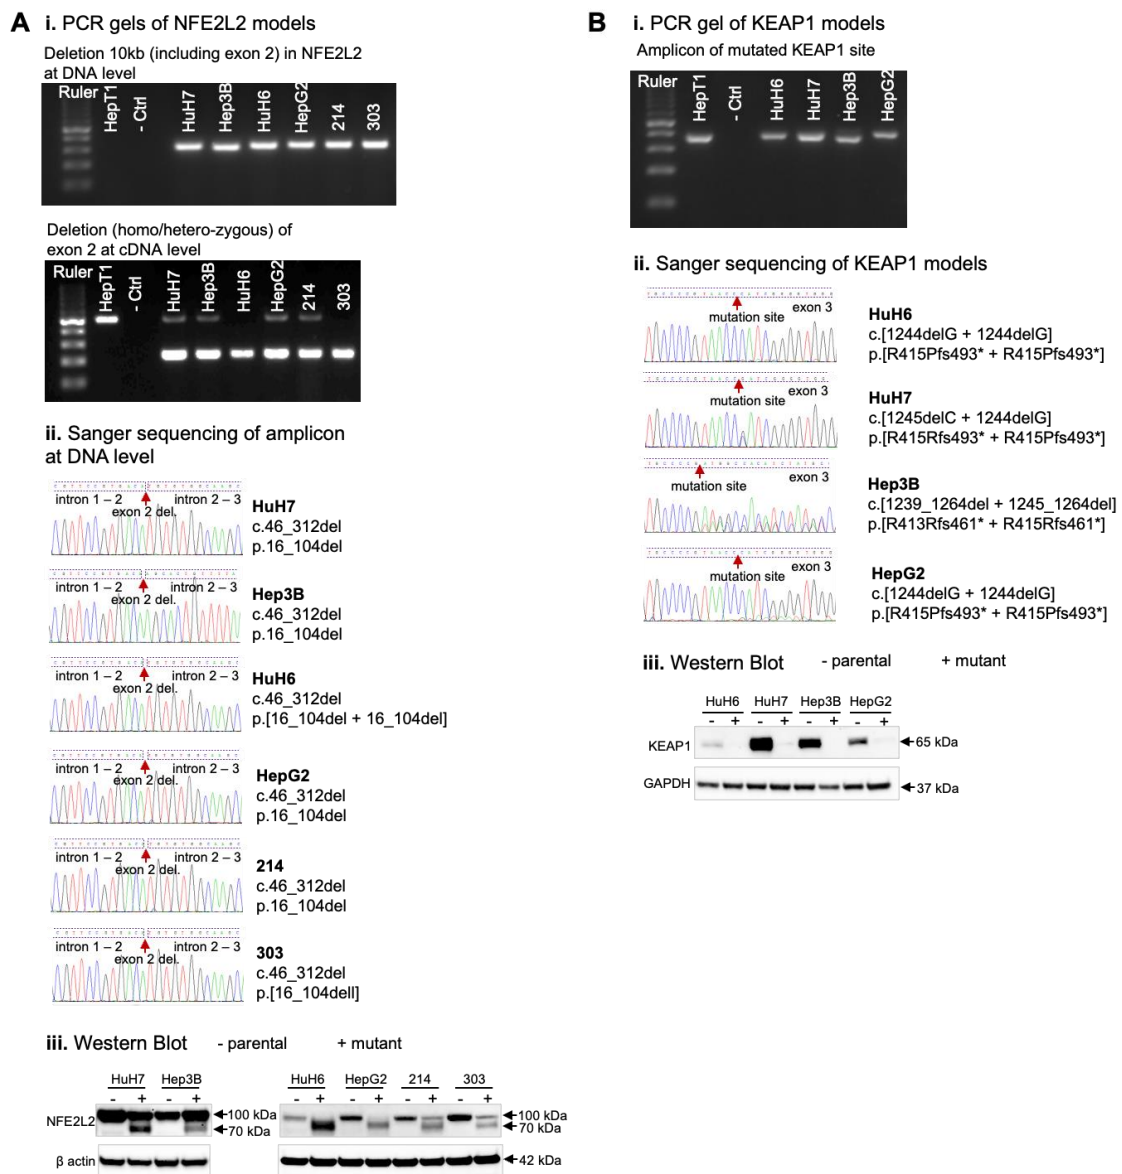 A i. PCR gels of NFE2L2 models
Deletion 10kb (including exon 2) in NFE2L2
at DNA level
Ruler HepT1 - Ctrl HuH7 Hep3B HuH6 HepG2 214 303
Deletion (homo/hetero-zygous) of
exon 2 at cDNA level
Ruler HepT1 - Ctrl HuH7 Hep3B HuH6 HepG2 214 303
ii. Sanger sequencing of amplicon
at DNA level
intron 1 – 2 intron 2 – 3
exon 2 del.
HuH7
c.46_312del
p.16_104del
intron 1 – 2 intron 2 – 3
exon 2 del.
Hep3B
c.46_312del
p.16_104del
intron 1 – 2 intron 2 – 3
exon 2 del.
HuH6
c.46_312del
p.[16_104del + 16_104del]
intron 1 – 2 intron 2 – 3
exon 2 del.
HepG2
c.46_312del
p.16_104del
intron 1 – 2 intron 2 – 3
exon 2 del.
214
c.46_312del
p.16_104del
intron 1 – 2 intron 2 – 3
exon 2 del.
303
c.46_312del
p.[16_104dell]
iii. Western Blot - parental + mutant
HuH7 Hep3B HuH6 HepG2 214 303
- + - + - + - + - + - +
NFE2L2
100 kDa
70 kDa
100 kDa
70 kDa
β actin
42 kDa
B i. PCR gel of KEAP1 models
Amplicon of mutated KEAP1 site
Ruler HepT1 - Ctrl HuH6 HuH7 Hep3B HepG2
ii. Sanger sequencing of KEAP1 models
mutation site exon 3
HuH6
c.[1244delG + 1244delG]
p.[R415Pfs493* + R415Pfs493*]
mutation site exon 3
HuH7
c.[1245delC + 1244delG]
p.[R415Rfs493* + R415Pfs493*]
mutation site exon 3
Hep3B
c.[1239_1264del + 1245_1264del]
p.[R413Rfs461* + R415Rfs461*]
mutation site exon 3
HepG2
c.[1244delG + 1244delG]
p.[R415Pfs493* + R415Pfs493*]
iii. Western Blot - parental + mutant
HuH6 HuH7 Hep3B HepG2
- + - + - + - +
KEAP1 65 kDa
GAPDH 37 kDa